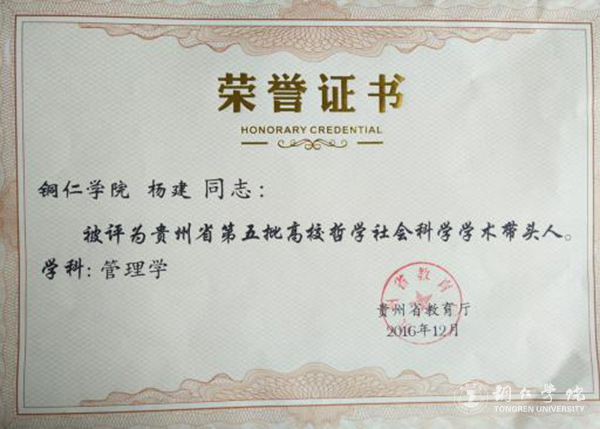 荣誉证书
HONORARY CREDENTIAL
铜仁学院 杨建 同志：
被评为贵州省第五批高校哲学社会科学学术带头人。
学科: 管理学
贵州省教育厅
2016年12月
铜仁学院
TONGREN UNIVERSITY